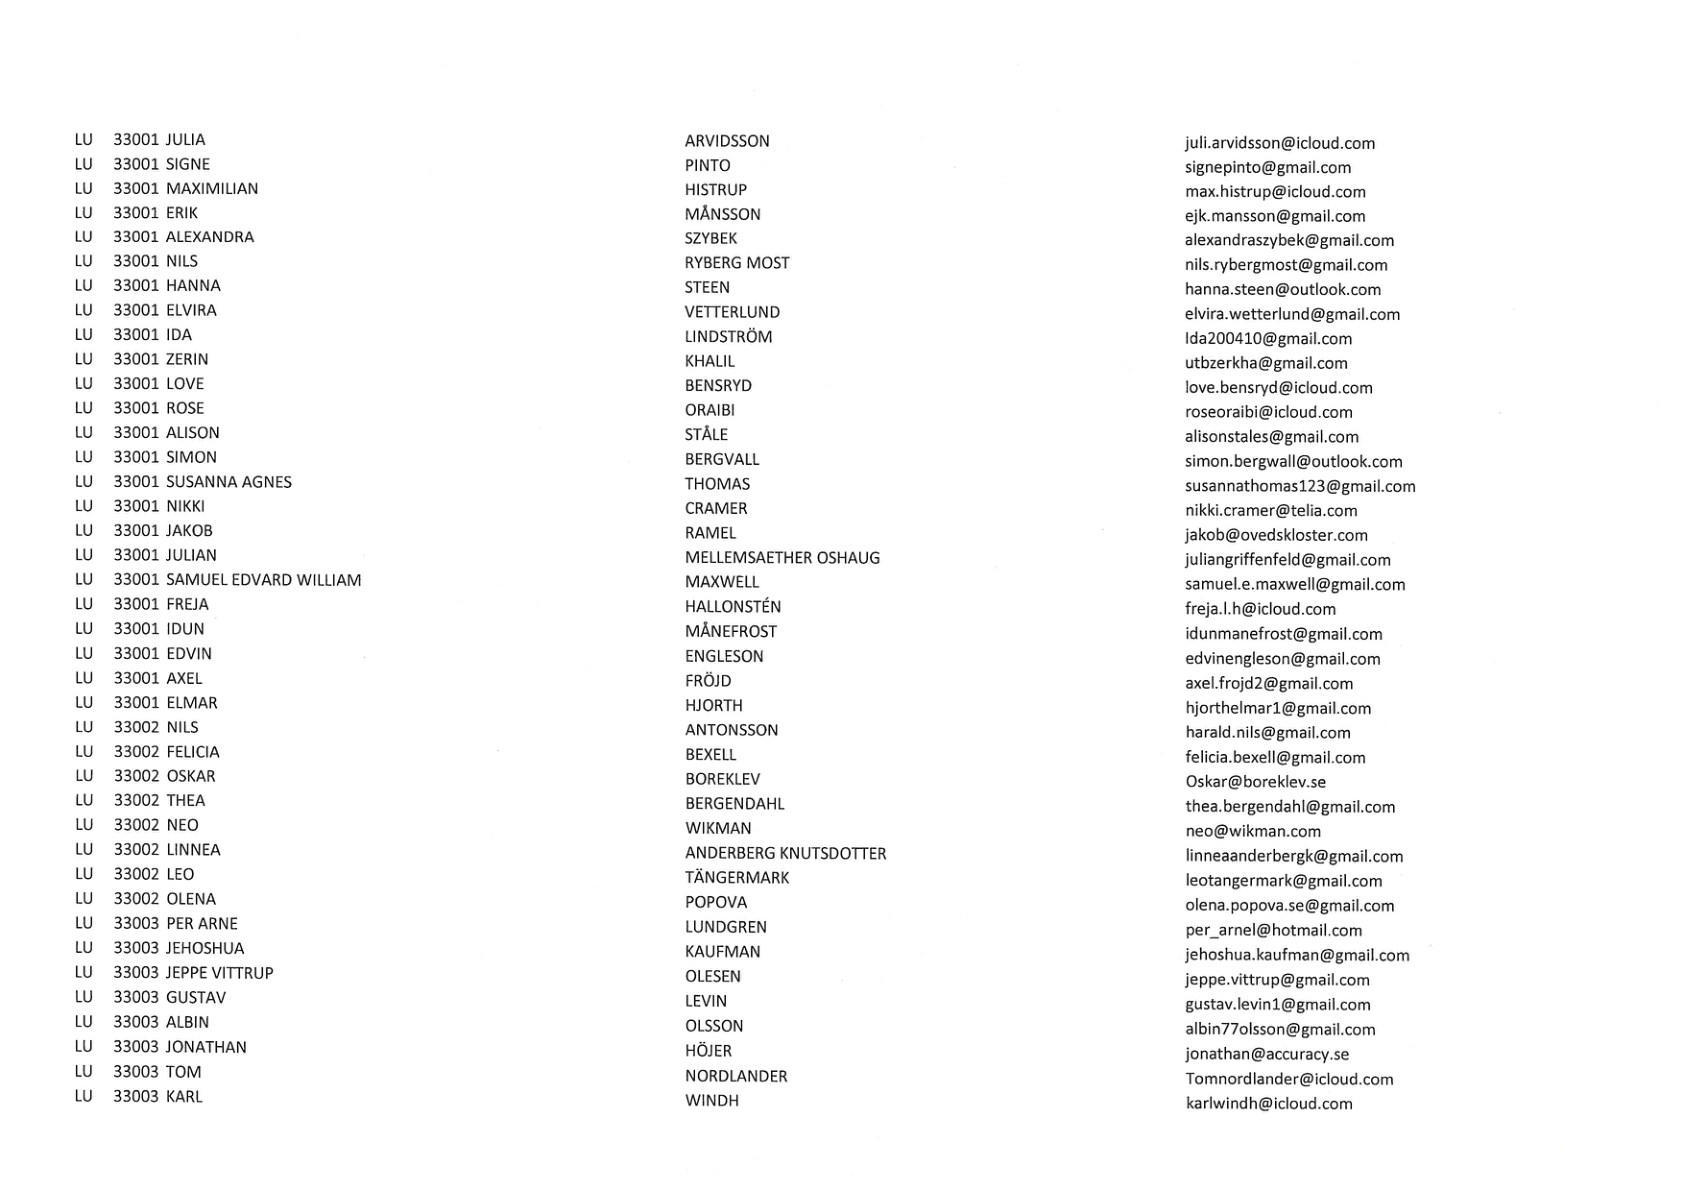 LU 33001 JULIA ARVIDSSON juli.arvidsson@icloud.com
LU 33001 SIGNE PINTO signepinto@gmail.com
LU 33001 MAXIMILIAN HISTRUP max.histrup@icloud.com
LU 33001 ERIK MÅNSSON ejk.mansson@gmail.com
LU 33001 ALEXANDRA SZYBEK alexandraszybek@gmail.com
LU 33001 NILS RYBERG MOST nils.rybergmost@gmail.com
LU 33001 HANNA STEEN hanna.steen@outlook.com
LU 33001 ELVIRA VETTERLUND elvira.wetterlund@gmail.com
LU 33001 IDA LINDSTRÖM Ida200410@gmail.com
LU 33001 ZERIN KHALIL utbzerkha@gmail.com
LU 33001 LOVE BENSRYD love.bensryd@icloud.com
LU 33001 ROSE ORAIBI roseoraibi@icloud.com
LU 33001 ALISON STÅLE alisonstales@gmail.com
LU 33001 SIMON BERGVALL simon.bergwall@outlook.com
LU 33001 SUSANNA AGNES THOMAS susannathomas123@gmail.com
LU 33001 NIKKI CRAMER nikki.cramer@telia.com
LU 33001 JAKOB RAMEL jakob@ovedskloster.com
LU 33001 JULIAN MELLEMSAETHER OSHAUG juliangriffenfeld@gmail.com
LU 33001 SAMUEL EDVARD WILLIAM MAXWELL samuel.e.maxwell@gmail.com
LU 33001 FREJA HALLONSTÉN freja.l.h@icloud.com
LU 33001 IDUN MÅNEFROST idunmanefrost@gmail.com
LU 33001 EDVIN ENGLESON edvinengleson@gmail.com
LU 33001 AXEL FRÖJD axel.frojd2@gmail.com
LU 33001 ELMAR HJORTH hjorthelmar1@gmail.com
LU 33002 NILS ANTONSSON harald.nils@gmail.com
LU 33002 FELICIA BEXELL felicia.bexell@gmail.com
LU 33002 OSKAR BOREKLEV Oskar@boreklev.se
LU 33002 THEA BERGENDAHL thea.bergendahl@gmail.com
LU 33002 NEO WIKMAN neo@wikman.com
LU 33002 LINNEA ANDERBERG KNUTSDOTTER linneaanderbergk@gmail.com
LU 33002 LEO TÄNGERMARK leotangermark@gmail.com
LU 33002 OLENA POPOVA olena.popova.se@gmail.com
LU 33003 PER ARNE LUNDGREN per_arnel@hotmail.com
LU 33003 JEHOSHUA KAUFMAN jehoshua.kaufman@gmail.com
LU 33003 JEPPE VITTRUP OLESEN jeppe.vittrup@gmail.com
LU 33003 GUSTAV LEVIN gustav.levin1@gmail.com
LU 33003 ALBIN OLSSON albin77olsson@gmail.com
LU 33003 JONATHAN HÖJER jonathan@accuracy.se
LU 33003 TOM NORDLANDER Tomnordlander@icloud.com
LU 33003 KARL WINDH karlwindh@icloud.com